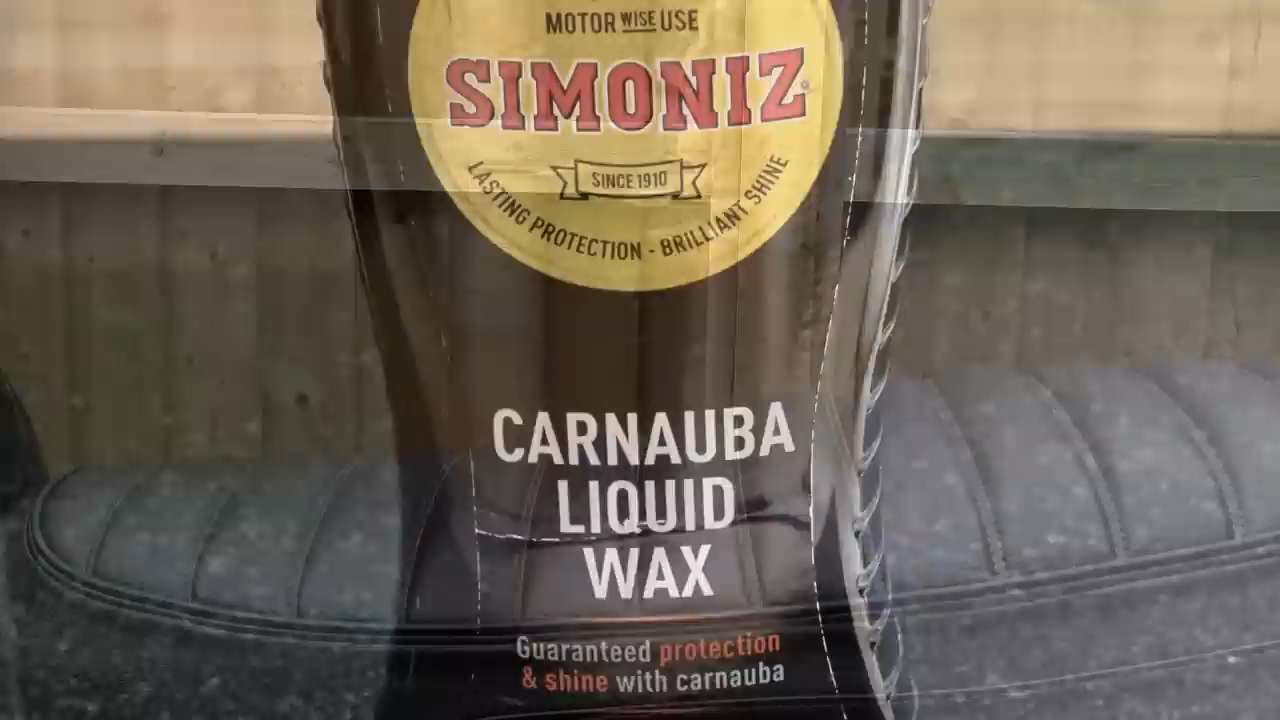 MOTOR WISE USE
SIMONIZ
SINCE 1910
LASTING PROTECTION - BRILLIANT SHINE
CARNAUBA
LIQUID
WAX
Guaranteed protection
& shine with carnauba